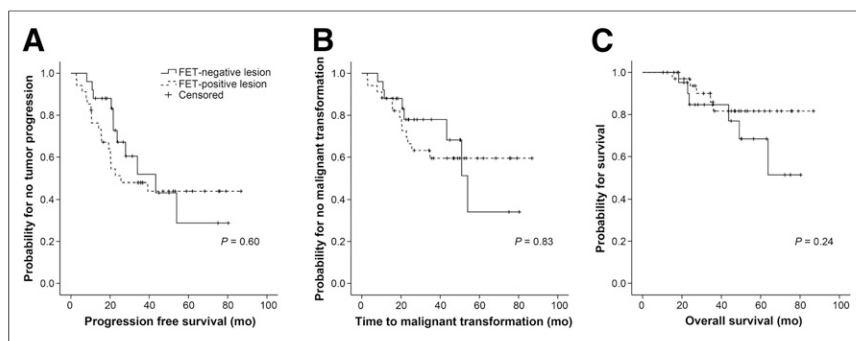 A
B
C
FET-negative lesion
FET-positive lesion
Censored
Probability for no tumor progression
1.0
0.8
0.6
0.4
0.2
0.0
P = 0.60
0 20 40 60 80 100
Progression free survival (mo)
Probability for no malignant transformation
1.0
0.8
0.6
0.4
0.2
0.0
P = 0.83
0 20 40 60 80 100
Time to malignant transformation (mo)
Probability for survival
1.0
0.8
0.6
0.4
0.2
0.0
P = 0.24
0 20 40 60 80 100
Overall survival (mo)